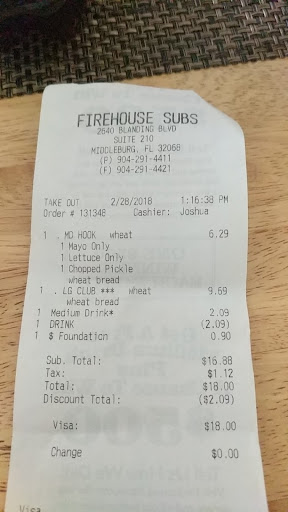 FIREHOUSE SUBS
2640 BLANDING BLVD
SUITE 210
MIDDLEBURG, FL 32068
(P) 904-291-4411
(F) 904-291-4421
TAKE OUT 2/28/2018 1:16:38 PM
Order # 131348 Cashier: Joshua
1 . MD HOOK wheat 6.29
1 Mayo Only
1 Lettuce Only
1 Chopped Pickle
wheat bread
1 . LG CLUB *** wheat 9.69
wheat bread
1 Medium Drink* 2.09
1 DRINK (2.09)
1 $ Foundation 0.90
Sub. Total: $16.88
Tax: $1.12
Total: $18.00
Discount Total: ($2.09)
Visa: $18.00
Change $0.00
Visa